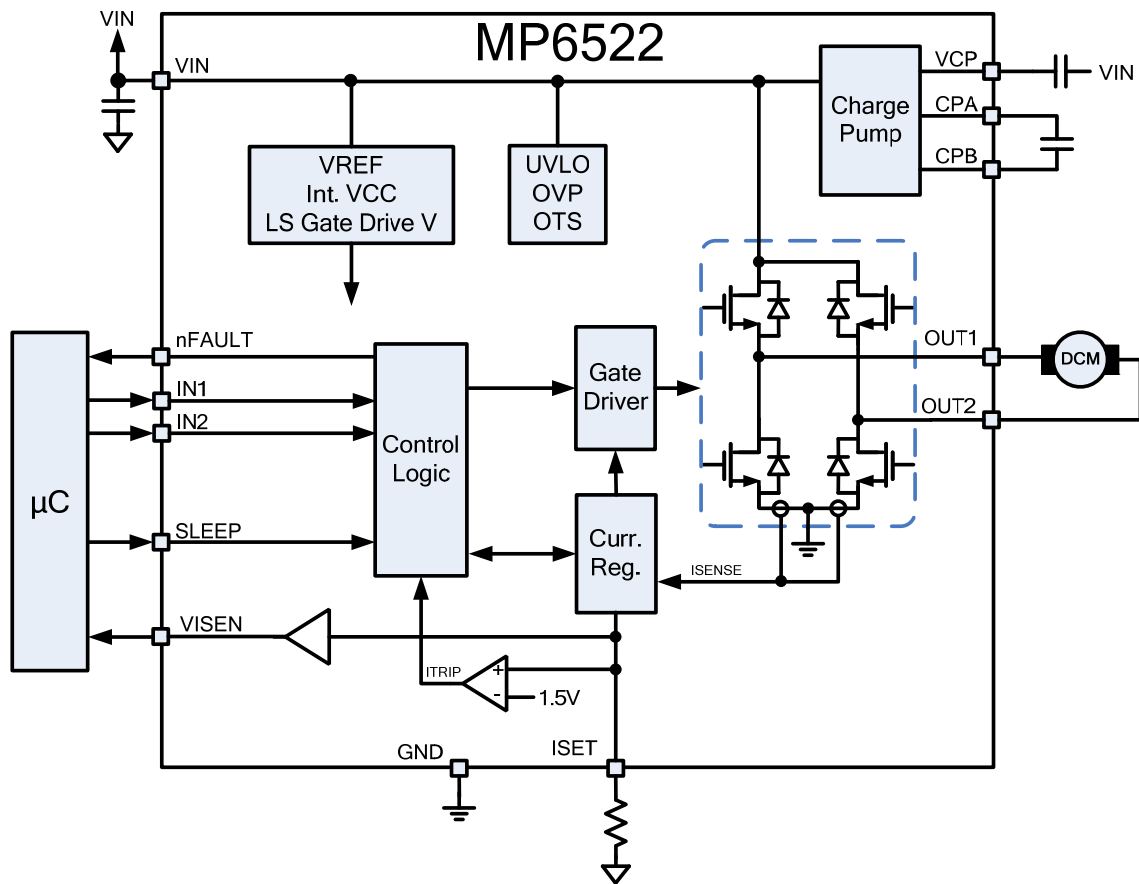 VIN
MP6522
VIN
VCP
VIN
Charge
Pump
CPA
CPB
VREF
Int. VCC
LS Gate Drive V
UVLO
OVP
OTS
nFAULT
IN1
IN2
SLEEP
VISEN
µC
Control
Logic
Gate
Driver
Curr.
Reg.
ISENSE
OUT1
OUT2
DCM
ITRIP
+
-
1.5V
GND
ISET